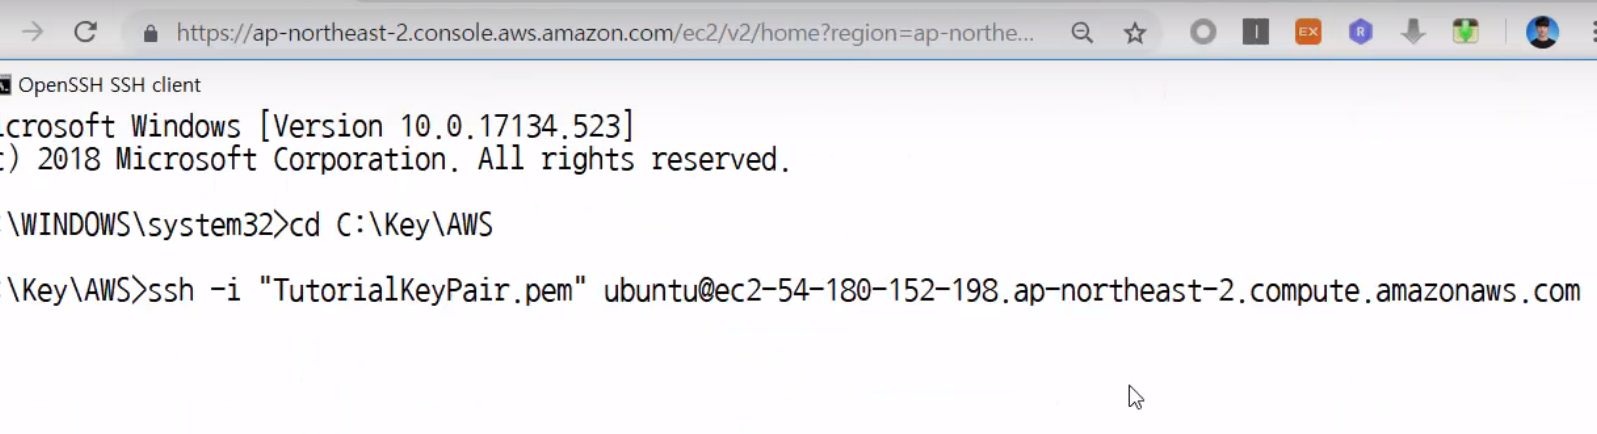 https://ap-northeast-2.console.aws.amazon.com/ec2/v2/home?region=ap-northe...
EX
R
OpenSSH SSH client
icrosoft Windows [Version 10.0.17134.523]
c) 2018 Microsoft Corporation. All rights reserved.
:\WINDOWS\system32>cd C:\Key\AWS
:\Key\AWS>ssh -i "TutorialKeyPair.pem" ubuntu@ec2-54-180-152-198.ap-northeast-2.compute.amazonaws.com